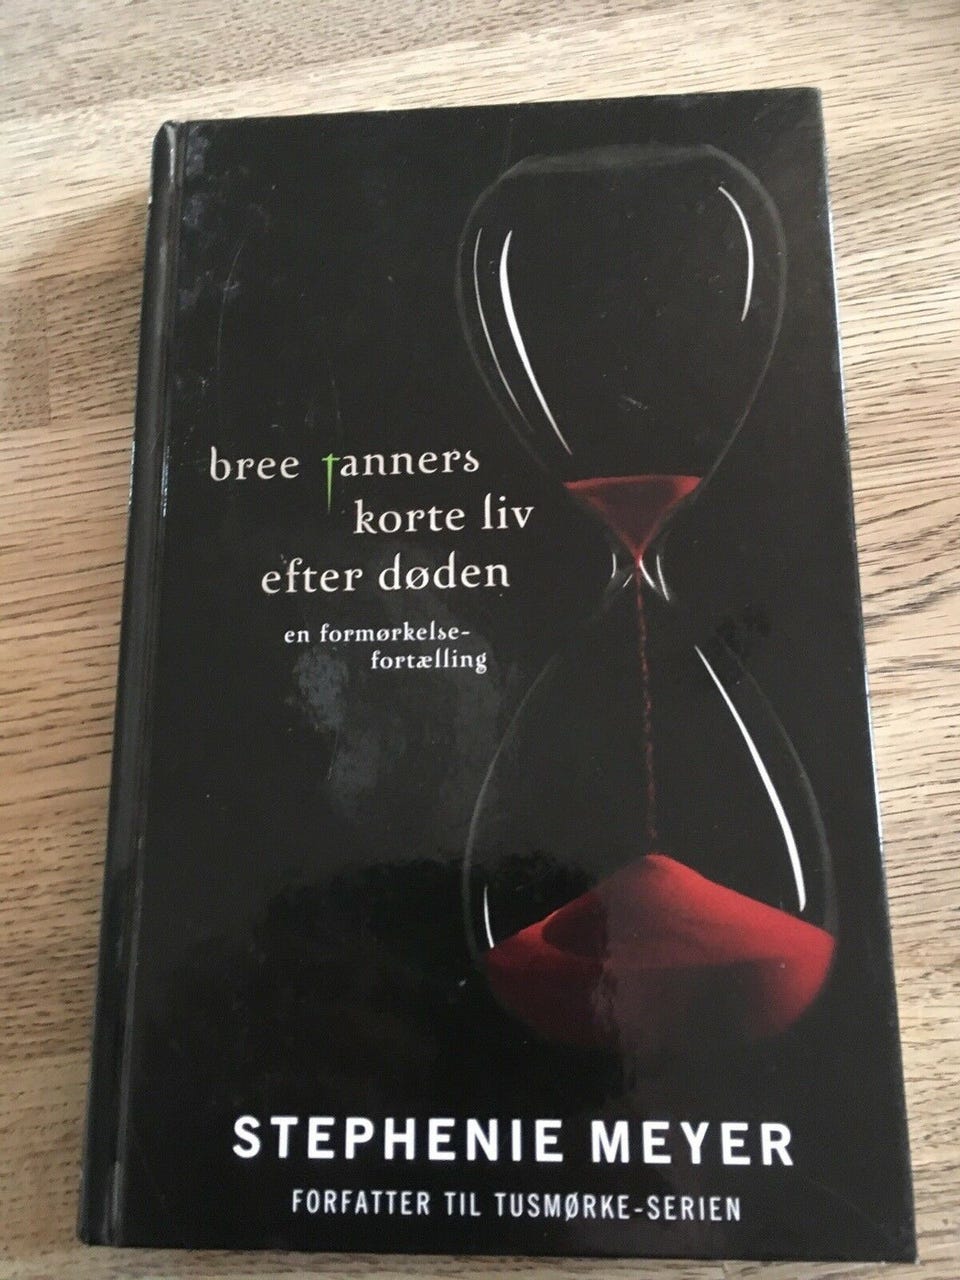 bree tanners
korte liv
efter døden
en formørkelse-
fortælling
STEPHENIE MEYER
FORFATTER TIL TUSMØRKE-SERIEN